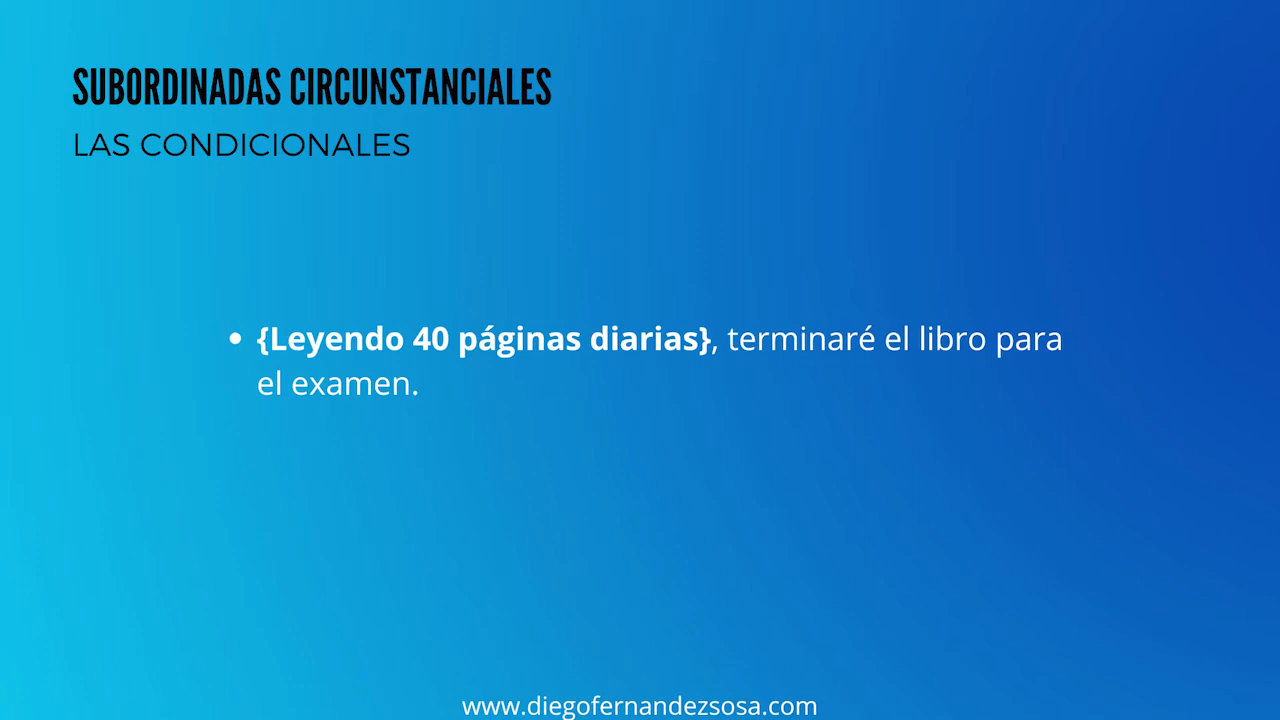 SUBORDINADAS CIRCUNSTANCIALES
LAS CONDICIONALES
• {Leyendo 40 páginas diarias}, terminaré el libro para
el examen.
www.diegofernandezsosa.com